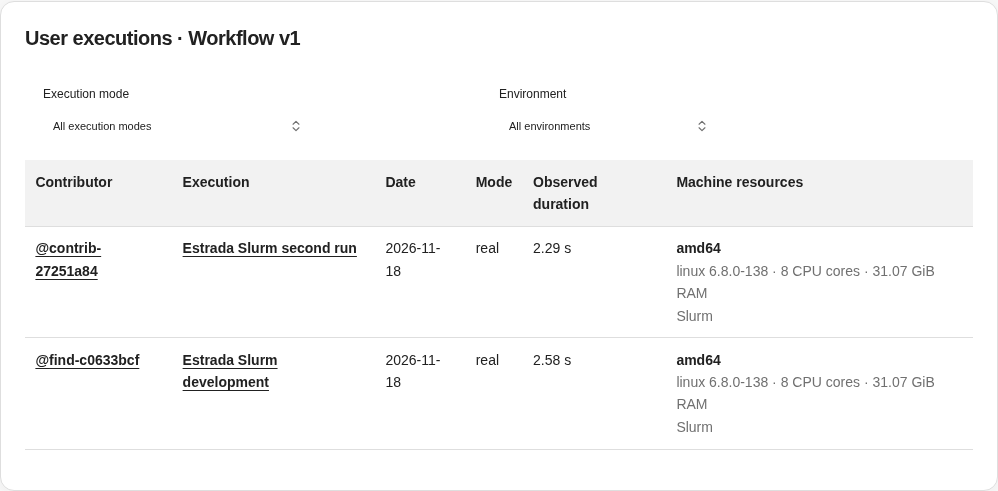 User executions · Workflow v1
Execution mode
Environment
All execution modes
All environments
Contributor
Execution
Date
Mode
Observed
duration
Machine resources
@contrib-
27251a84
Estrada Slurm second run
2026-11-
18
real
2.29 s
amd64
linux 6.8.0-138 · 8 CPU cores · 31.07 GiB
RAM
Slurm
@find-c0633bcf
Estrada Slurm
development
2026-11-
18
real
2.58 s
amd64
linux 6.8.0-138 · 8 CPU cores · 31.07 GiB
RAM
Slurm